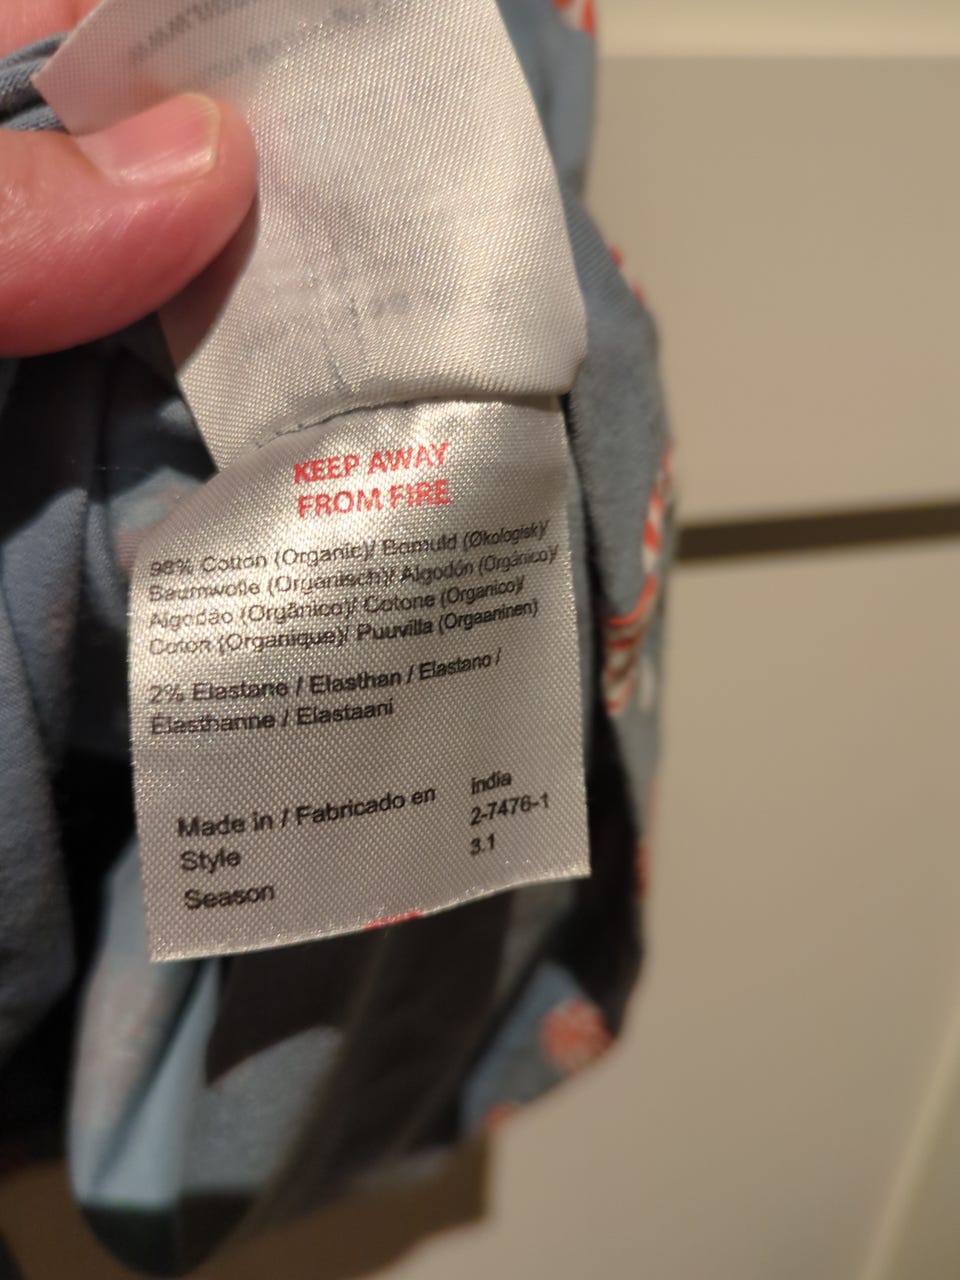 KEEP AWAY
FROM FIRE
98% Cotton (Organic)/ Bomuld (Økologisk)/
Baumwolle (Organisch)/ Algodón (Orgánico)/
Algodão (Orgânico)/ Cotone (Organico)/
Coton (Organique)/ Puuvilla (Orgaaninen)
2% Elastane / Elasthan / Elastano /
Elasthanne / Elastaani
Made in / Fabricado en India
Style 2-7476-1
Season 3.1